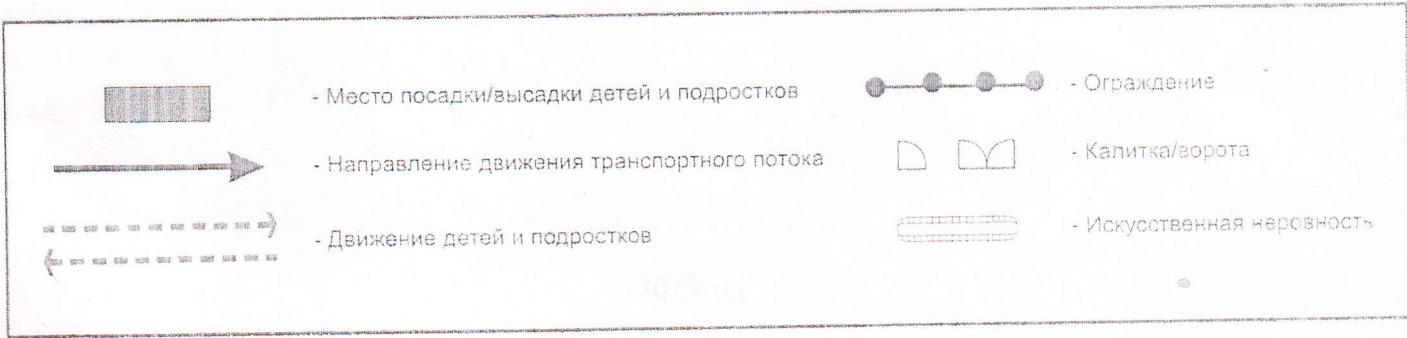 - Место посадки/высадки детей и подростков
- Направление движения транспортного потока
- Движение детей и подростков
- Ограждение
- Калитка/ворота
- Искусственная неровность